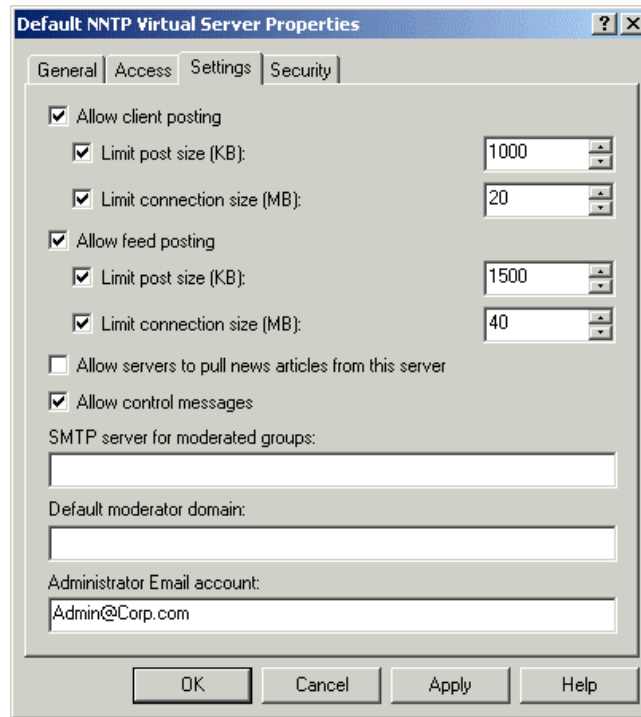 Default NNTP Virtual Server Properties
General Access Settings Security
Allow client posting
Limit post size (KB): 1000
Limit connection size (MB): 20
Allow feed posting
Limit post size (KB): 1500
Limit connection size (MB): 40
Allow servers to pull news articles from this server
Allow control messages
SMTP server for moderated groups:
Default moderator domain:
Administrator Email account:
Admin@Corp.com
OK Cancel Apply Help